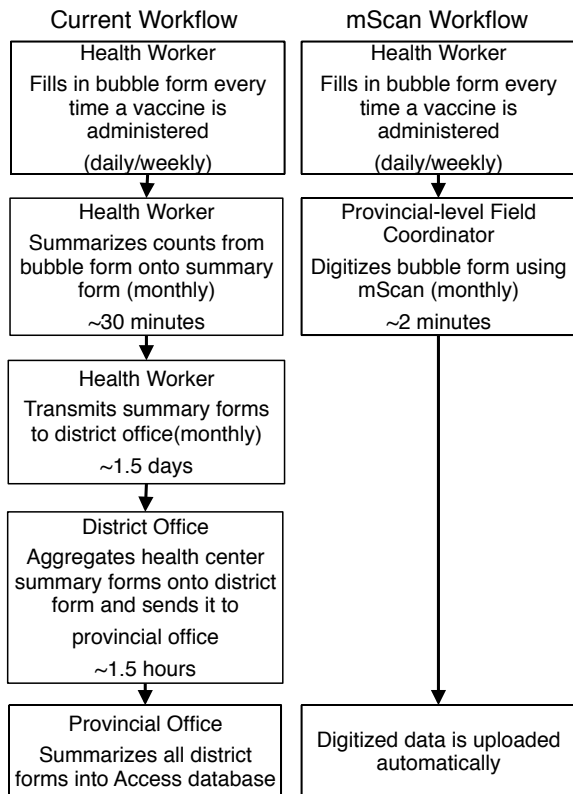 Current Workflow
Health Worker
Fills in bubble form every
time a vaccine is
administered
(daily/weekly)
Health Worker
Summarizes counts from
bubble form onto summary
form (monthly)
~30 minutes
Health Worker
Transmits summary forms
to district office(monthly)
~1.5 days
District Office
Aggregates health center
summary forms onto district
form and sends it to
provincial office
~1.5 hours
Provincial Office
Summarizes all district
forms into Access database
mScan Workflow
Health Worker
Fills in bubble form every
time a vaccine is
administered
(daily/weekly)
Provincial-level Field
Coordinator
Digitizes bubble form using
mScan (monthly)
~2 minutes
Digitized data is uploaded
automatically